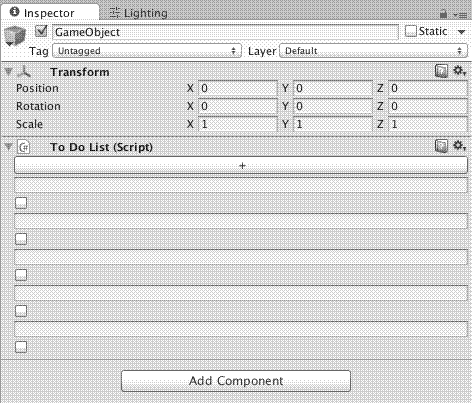 Inspector Lighting
GameObject Static
Tag Untagged Layer Default
Transform
Position X 0 Y 0 Z 0
Rotation X 0 Y 0 Z 0
Scale X 1 Y 1 Z 1
C# To Do List (Script)
+
Add Component